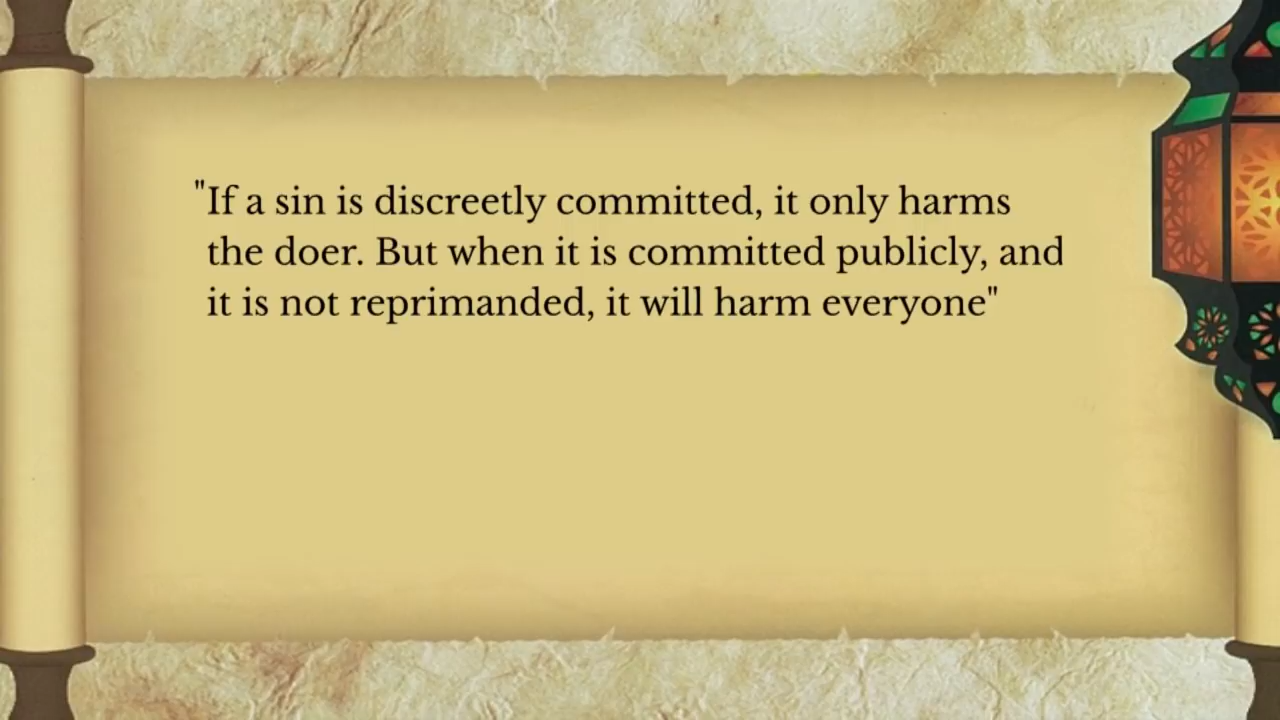 "If a sin is discreetly committed, it only harms
the doer. But when it is committed publicly, and
it is not reprimanded, it will harm everyone"